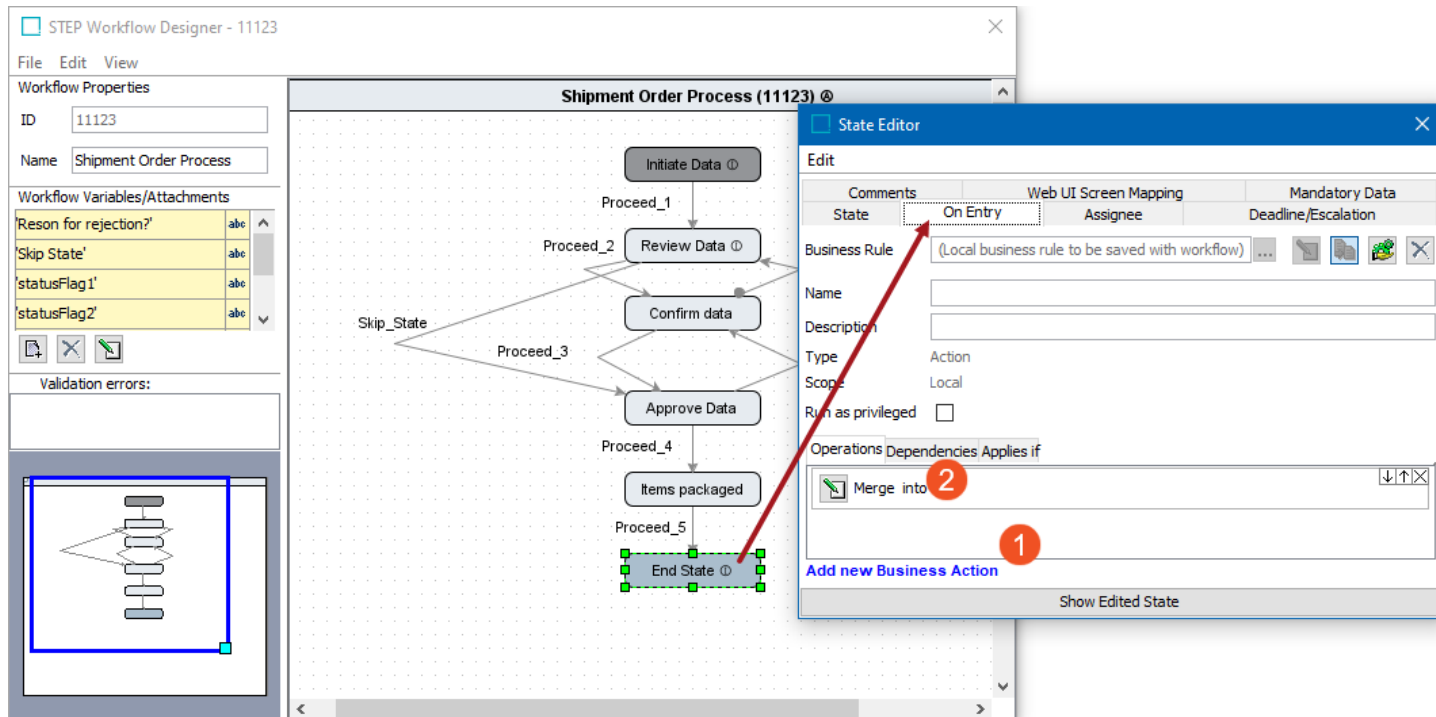 STEP Workflow Designer - 11123
File Edit View
Workflow Properties
ID 11123
Name Shipment Order Process
Workflow Variables/Attachments
'Reson for rejection?' abc
'Skip State' abc
'statusFlag1' abc
'statusFlag2' abc
Validation errors:
Shipment Order Process (11123)
Initiate Data
Proceed_1
Proceed_2
Review Data
Confirm data
Skip_State
Proceed_3
Approve Data
Proceed_4
Items packaged
Proceed_5
End State
State Editor
Edit
Comments Web UI Screen Mapping Mandatory Data
State On Entry Assignee Deadline/Escalation
Business Rule (Local business rule to be saved with workflow) ...
Name
Description
Type Action
Scope Local
Run as privileged
Operations Dependencies Applies if
Merge into
2
1
Add new Business Action
Show Edited State